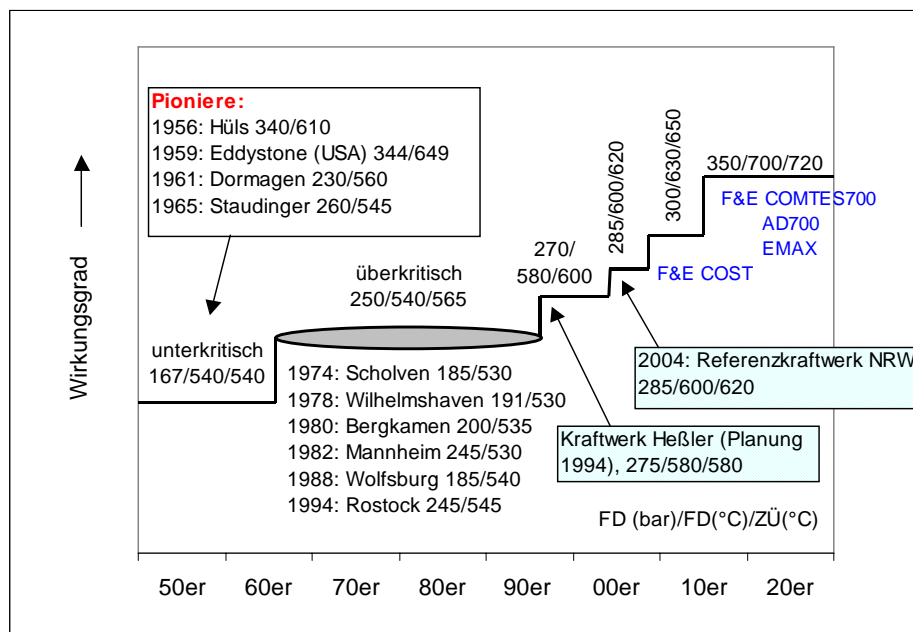 Pioniere:
1956: Hüls 340/610
1959: Eddystone (USA) 344/649
1961: Dormagen 230/560
1965: Staudinger 260/545
Wirkungsgrad
unterkritisch
167/540/540
überkritisch
250/540/565
270/
580/600
285/600/620
300/630/650
350/700/720
F&E COMTES700
AD700
EMAX
F&E COST
1974: Scholven 185/530
1978: Wilhelmshaven 191/530
1980: Bergkamen 200/535
1982: Mannheim 245/530
1988: Wolfsburg 185/540
1994: Rostock 245/545
2004: Referenzkraftwerk NRW
285/600/620
Kraftwerk Heßler (Planung
1994), 275/580/580
FD (bar)/FD(°C)/ZÜ(°C)
50er 60er 70er 80er 90er 00er 10er 20er